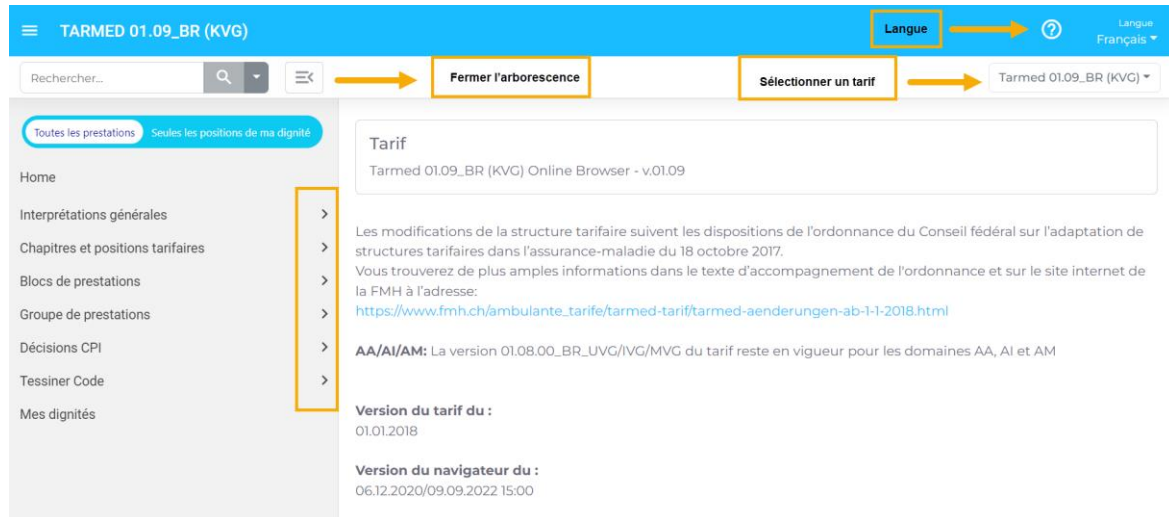 TARMED 01.09_BR (KVG)
Langue
Langue
Français
Rechercher...
Fermer l'arborescence
Sélectionner un tarif
Tarmed 01.09_BR (KVG)
Toutes les prestations
Seules les positions de ma dignité
Home
Interprétations générales
Chapitres et positions tarifaires
Blocs de prestations
Groupe de prestations
Décisions CPI
Tessiner Code
Mes dignités
Tarif
Tarmed 01.09_BR (KVG) Online Browser - v.01.09
Les modifications de la structure tarifaire suivent les dispositions de l'ordonnance du Conseil fédéral sur l'adaptation de
structures tarifaires dans l'assurance-maladie du 18 octobre 2017.
Vous trouverez de plus amples informations dans le texte d'accompagnement de l'ordonnance et sur le site internet de
la FMH à l'adresse:
https://www.fmh.ch/ambulante_tarife/tarmed-tarif/tarmed-aenderungen-ab-1-1-2018.html
AA/AI/AM: La version 01.08.00_BR_UVG/IVG/MVG du tarif reste en vigueur pour les domaines AA, AI et AM
Version du tarif du :
01.01.2018
Version du navigateur du :
06.12.2020/09.09.2022 15:00